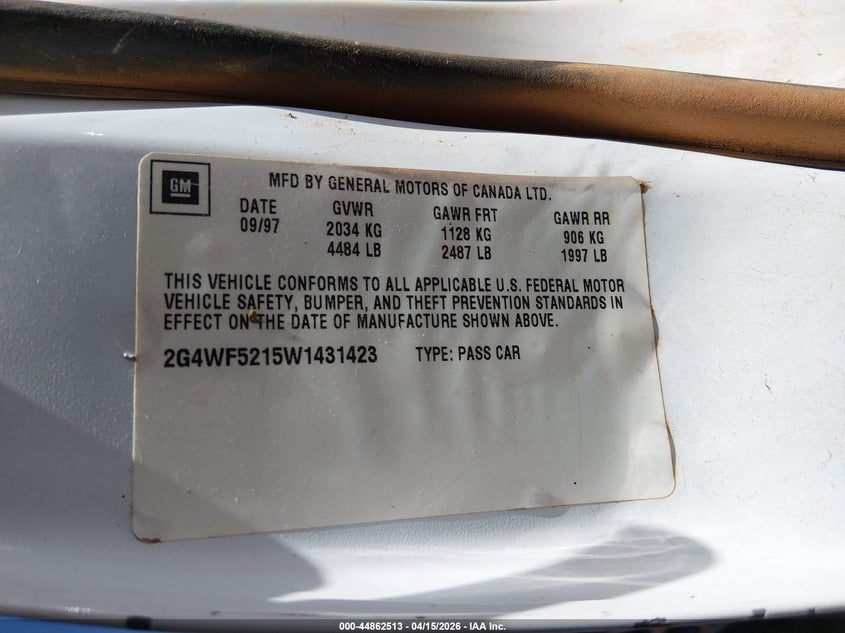 GM
MFD BY GENERAL MOTORS OF CANADA LTD.
DATE GVWR GAWR FRT GAWR RR
09/97 2034 KG 1128 KG 906 KG
4484 LB 2487 LB 1997 LB
THIS VEHICLE CONFORMS TO ALL APPLICABLE U.S. FEDERAL MOTOR
VEHICLE SAFETY, BUMPER, AND THEFT PREVENTION STANDARDS IN
EFFECT ON THE DATE OF MANUFACTURE SHOWN ABOVE.
2G4WF5215W1431423 TYPE: PASS CAR
000-44862513 - 04/15/2026 - IAA Inc.